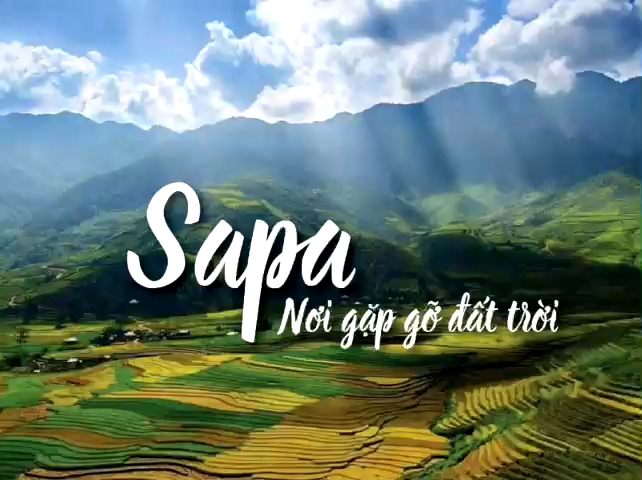 Sapa
Nơi gặp gỡ đất trời